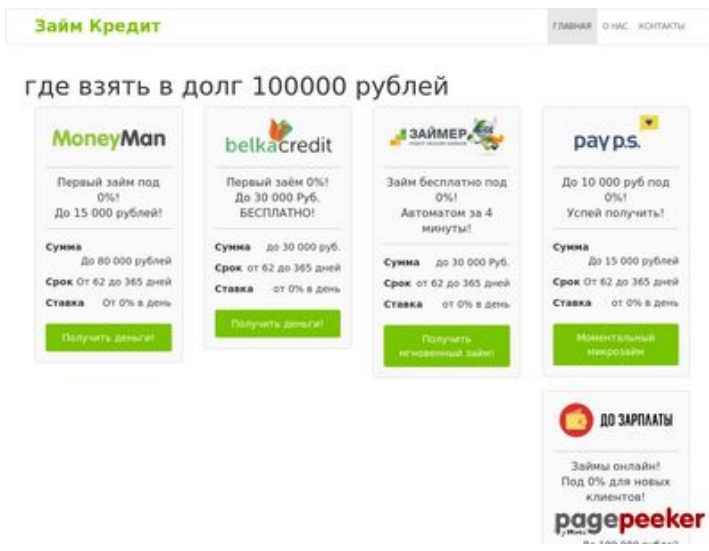 Займ Кредит
ГЛАВНАЯ О НАС КОНТАКТЫ
где взять в долг 100000 рублей
MoneyMan
Первый займ под
0%!
До 15 000 рублей!
Сумма
До 80 000 рублей
Срок От 62 до 365 дней
Ставка От 0% в день
Получить деньги!
belkacredit
Первый заём 0%!
До 30 000 Руб.
БЕСПЛАТНО!
Сумма до 30 000 руб.
Срок от 62 до 365 дней
Ставка от 0% в день
Получить деньги!
ЗАЙМЕР
Займ бесплатно под
0%!
Автоматом за 4
минуты!
Сумма до 30 000 Руб.
Срок от 62 до 365 дней
Ставка от 0% в день
Получить
мгновенный займ!
pay p.s.
До 10 000 руб под
0%!
Успей получить!
Сумма
До 15 000 рублей
Срок От 62 до 365 дней
Ставка от 0% в день
Моментальный
микрозайм
ДО ЗАРПЛАТЫ
Займы онлайн!
Под 0% для новых
клиентов!
pagepeeker
До 100 000 рублей